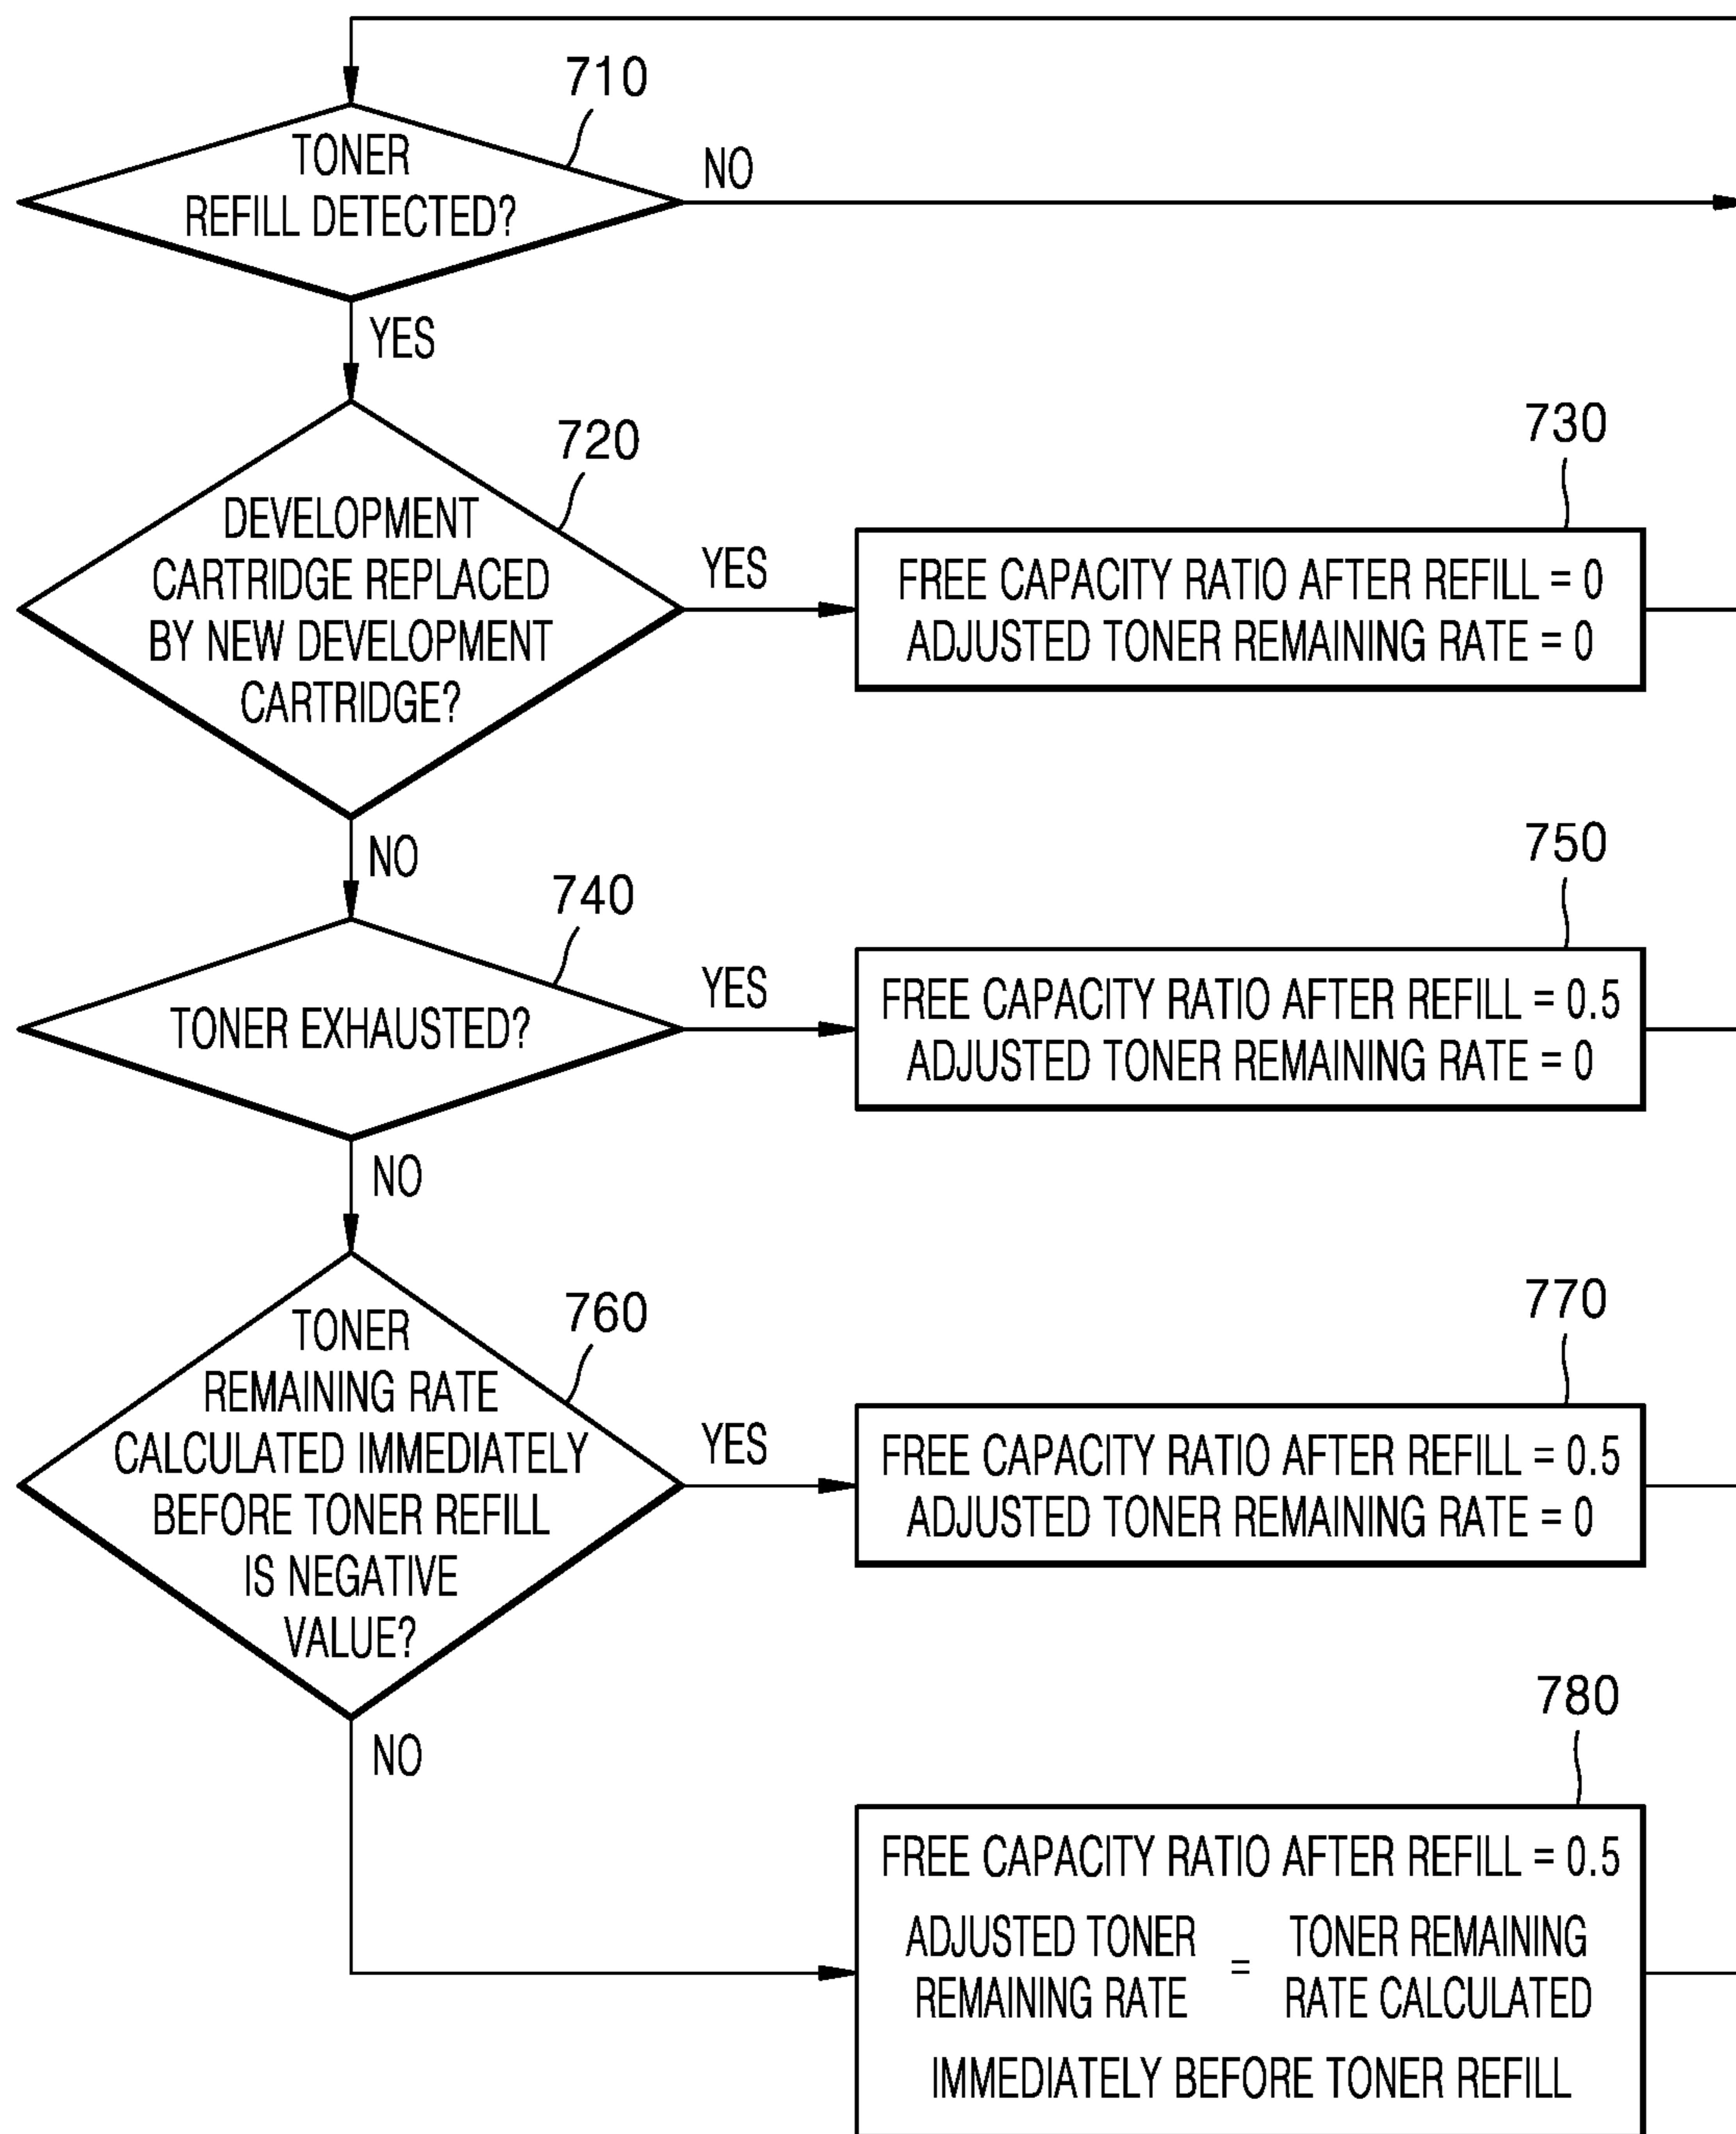 710
TONER
REFILL DETECTED?
NO
YES
720
DEVELOPMENT
CARTRIDGE REPLACED
BY NEW DEVELOPMENT
CARTRIDGE?
YES
730
FREE CAPACITY RATIO AFTER REFILL = 0
ADJUSTED TONER REMAINING RATE = 0
NO
740
TONER EXHAUSTED?
YES
750
FREE CAPACITY RATIO AFTER REFILL = 0.5
ADJUSTED TONER REMAINING RATE = 0
NO
760
TONER
REMAINING RATE
CALCULATED IMMEDIATELY
BEFORE TONER REFILL
IS NEGATIVE
VALUE?
YES
770
FREE CAPACITY RATIO AFTER REFILL = 0.5
ADJUSTED TONER REMAINING RATE = 0
NO
780
FREE CAPACITY RATIO AFTER REFILL = 0.5
ADJUSTED TONER
REMAINING RATE
=
TONER REMAINING
RATE CALCULATED
IMMEDIATELY BEFORE TONER REFILL